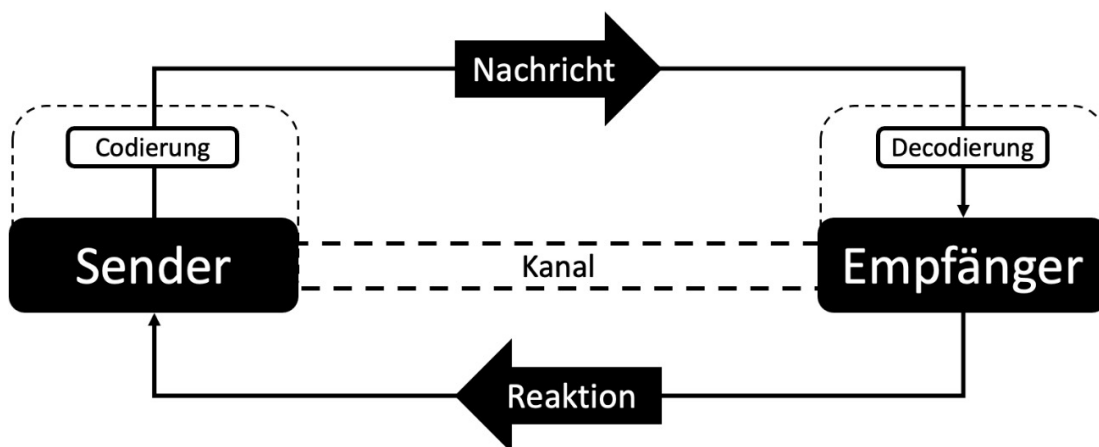 Nachricht
Codierung
Decodierung
Sender
Kanal
Empfänger
Reaktion